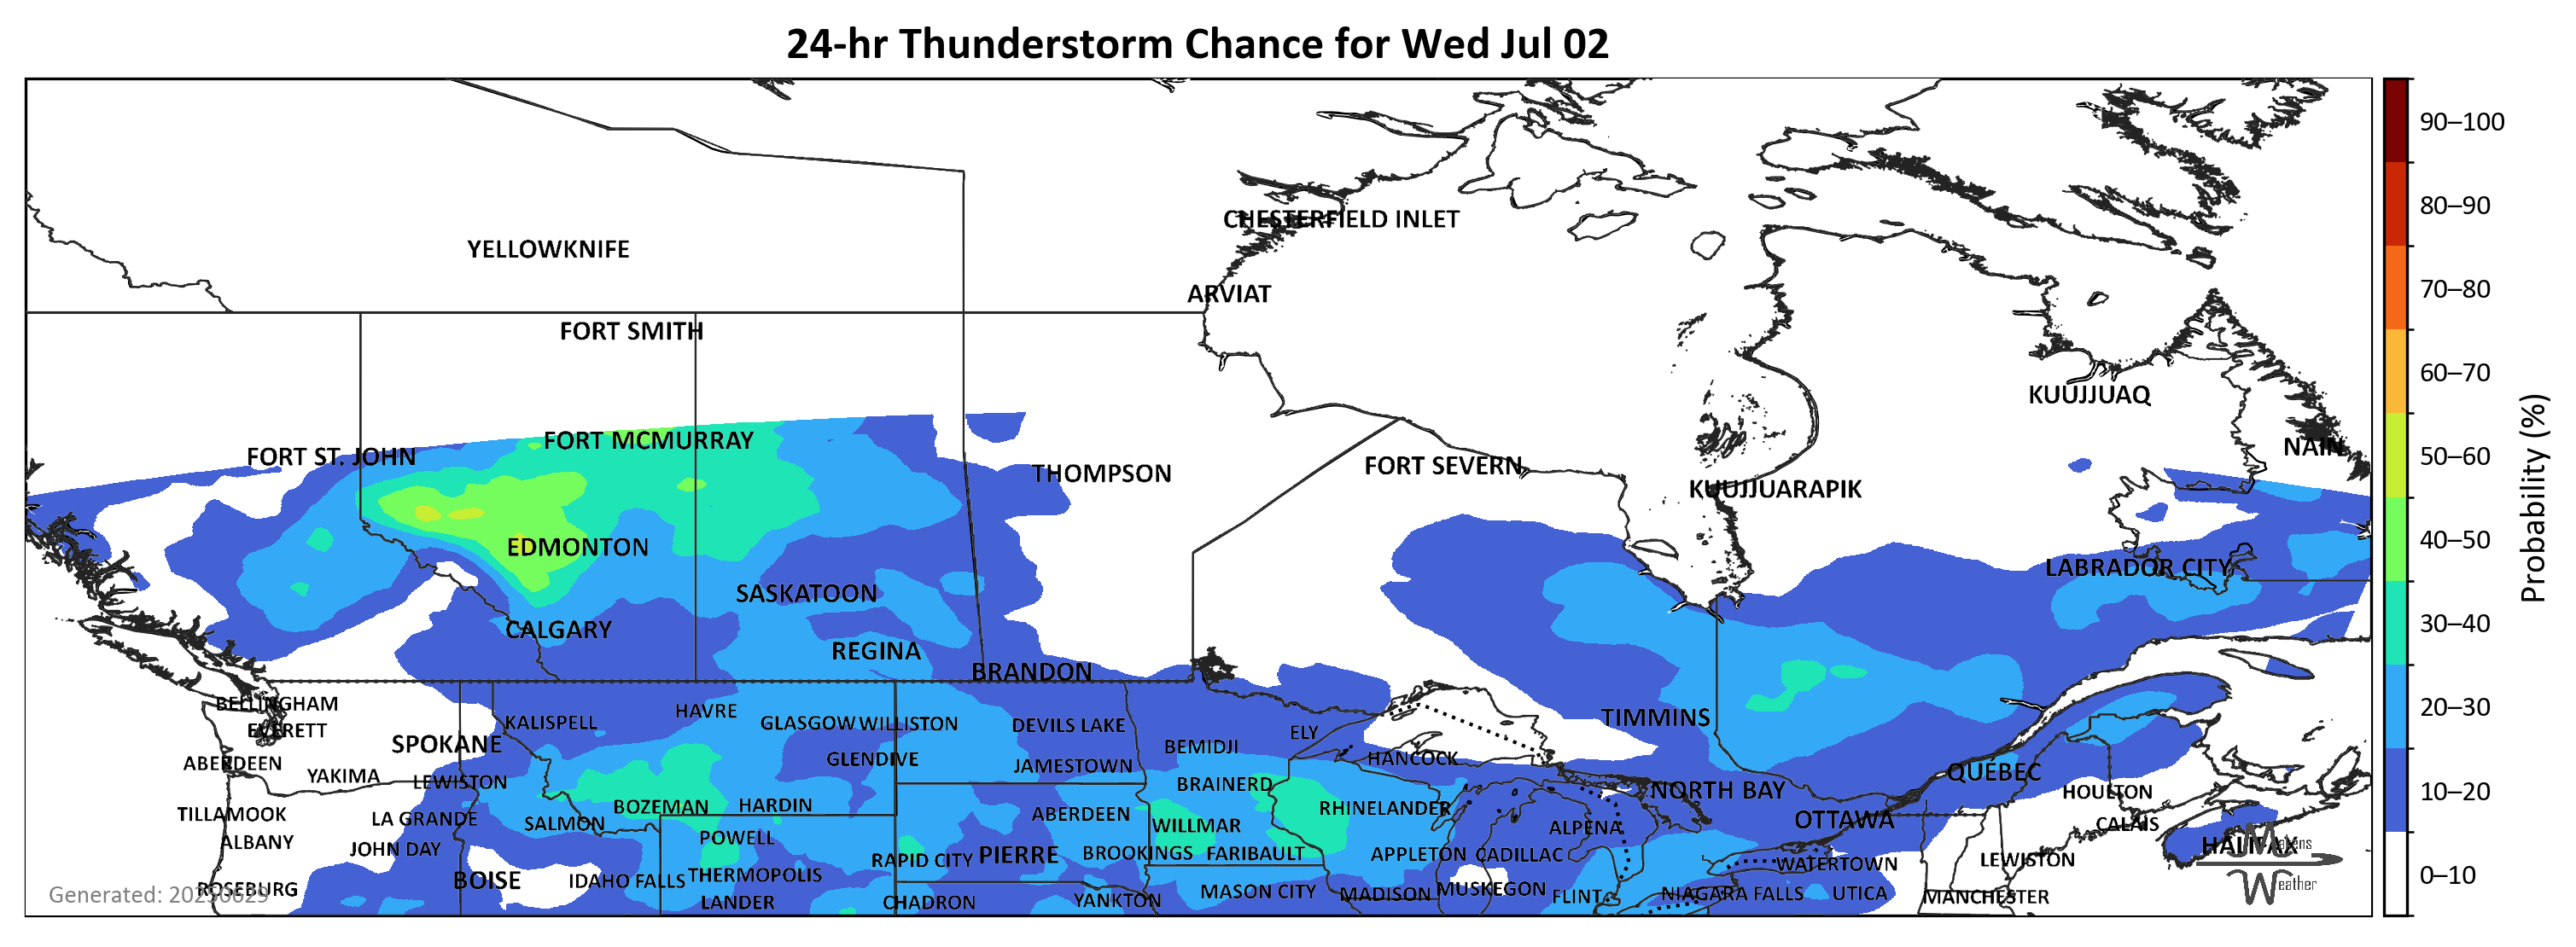 24-hr Thunderstorm Chance for Wed Jul 02
90–100
80–90
70–80
60–70
50–60
40–50
30–40
20–30
10–20
0–10
Probability (%)
CHESTERFIELD INLET
YELLOWKNIFE
ARVIAT
FORT SMITH
KUUJJUAQ
FORT MCMURRAY
NAIN
FORT ST. JOHN
FORT SEVERN
THOMPSON
KUUJJUARAPIK
EDMONTON
LABRADOR CITY
SASKATOON
CALGARY
REGINA
BRANDON
BELLINGHAM
HAVRE
TIMMINS
KALISPELL
GLASGOW WILLISTON
DEVILS LAKE
EVERETT
ELY
SPOKANE
BEMIDJI
GLENDIVE
HANCOCK
ABERDEEN
JAMESTOWN
QUÉBEC
YAKIMA
LEWISTON
BRAINERD
NORTH BAY
HOULTON
BOZEMAN
HARDIN
RHINELANDER
TILLAMOOK
LA GRANDE
SALMON
ABERDEEN
WILLMAR
ALPENA
OTTAWA
CALAIS
ALBANY
POWELL
HALIFAX
Makens
JOHN DAY
RAPID CITY
PIERRE
BROOKINGS
FARIBAULT
APPLETON
CADILLAC
WATERTOWN
LEWISTON
BOISE
IDAHO FALLS
THERMOPOLIS
Weather
ROSEBURG
Generated: 20250629
MASON CITY
MADISON
MUSKEGON
FLINT
NIAGARA FALLS
UTICA
MANCHESTER
LANDER
CHADRON
YANKTON